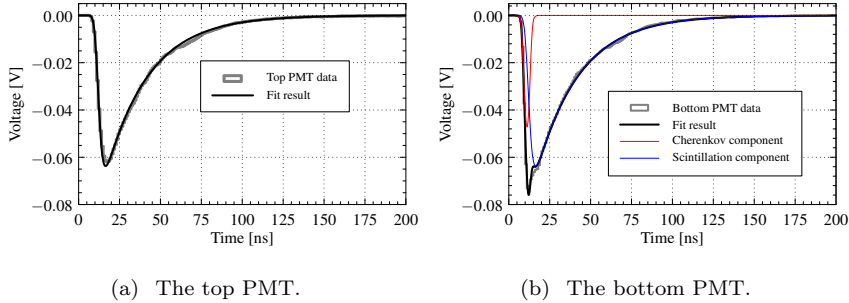 0.00
−0.02
−0.04
−0.06
−0.08
Voltage [V]
0 25 50 75 100 125 150 175 200
Time [ns]
Top PMT data
Fit result
(a) The top PMT.
0.00
−0.02
−0.04
−0.06
−0.08
Voltage [V]
0 25 50 75 100 125 150 175 200
Time [ns]
Bottom PMT data
Fit result
Cherenkov component
Scintillation component
(b) The bottom PMT.